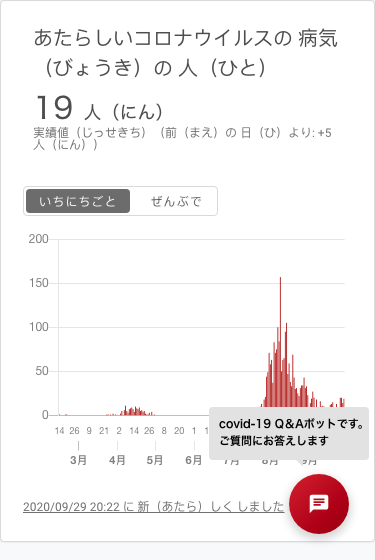 あたらしいコロナウイルスの 病気
（びょうき）の 人（ひと）
19 人（にん）
実績値（じっせきち）（前（まえ）の 日（ひ）より: +5
人（にん））
いちにちごと ぜんぶで
200
150
100
50
0
14 26 9 21 2 14 26 8 20 1
3月 4月 5月 6月 7月 8月 9月
covid-19 Q&Aボットです。
ご質問にお答えします
2020/09/29 20:22 に 新（あたら）しく しました